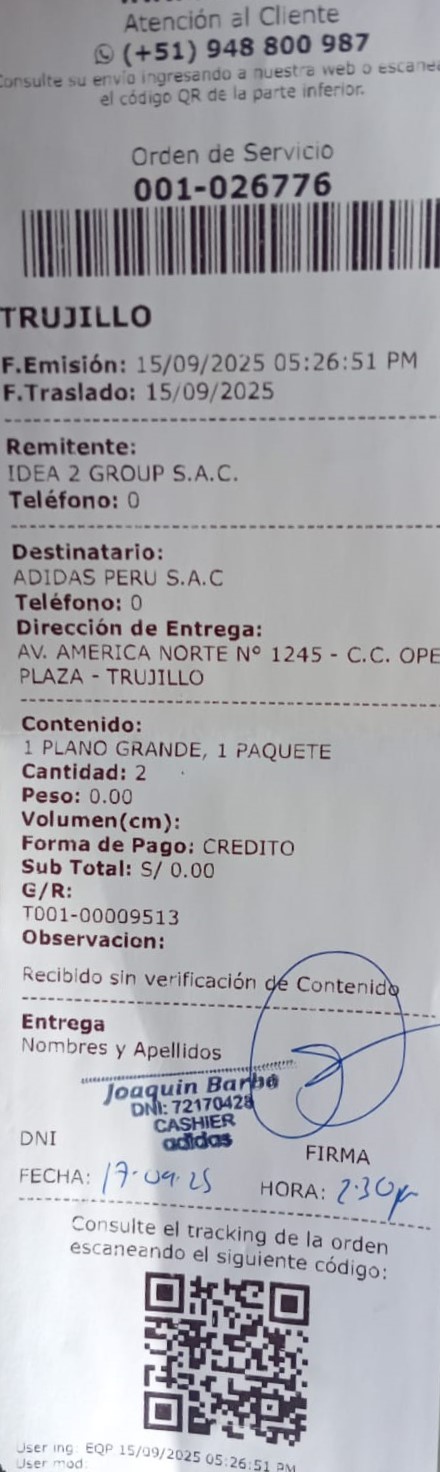 Atención al Cliente
(+51) 948 800 987
Consulte su envío ingresando a nuestra web o escanea
el código QR de la parte inferior.
Orden de Servicio
001-026776
TRUJILLO
F.Emisión: 15/09/2025 05:26:51 PM
F.Traslado: 15/09/2025
Remitente:
IDEA 2 GROUP S.A.C.
Teléfono: 0
Destinatario:
ADIDAS PERU S.A.C
Teléfono: 0
Dirección de Entrega:
AV. AMERICA NORTE Nº 1245 - C.C. OPE
PLAZA - TRUJILLO
Contenido:
1 PLANO GRANDE, 1 PAQUETE
Cantidad: 2
Peso: 0.00
Volumen(cm):
Forma de Pago: CREDITO
Sub Total: S/ 0.00
G/R:
T001-00009513
Observacion:
Recibido sin verificación de Contenido
Entrega
Nombres y Apellidos
Joaquin Barba
DNI: 72170428
CASHIER
adidas
DNI
FIRMA
FECHA: 17-09-25
HORA: 2:30p
Consulte el tracking de la orden
escaneando el siguiente código:
User ing: EQP 15/09/2025 05:26:51 PM
User mod: